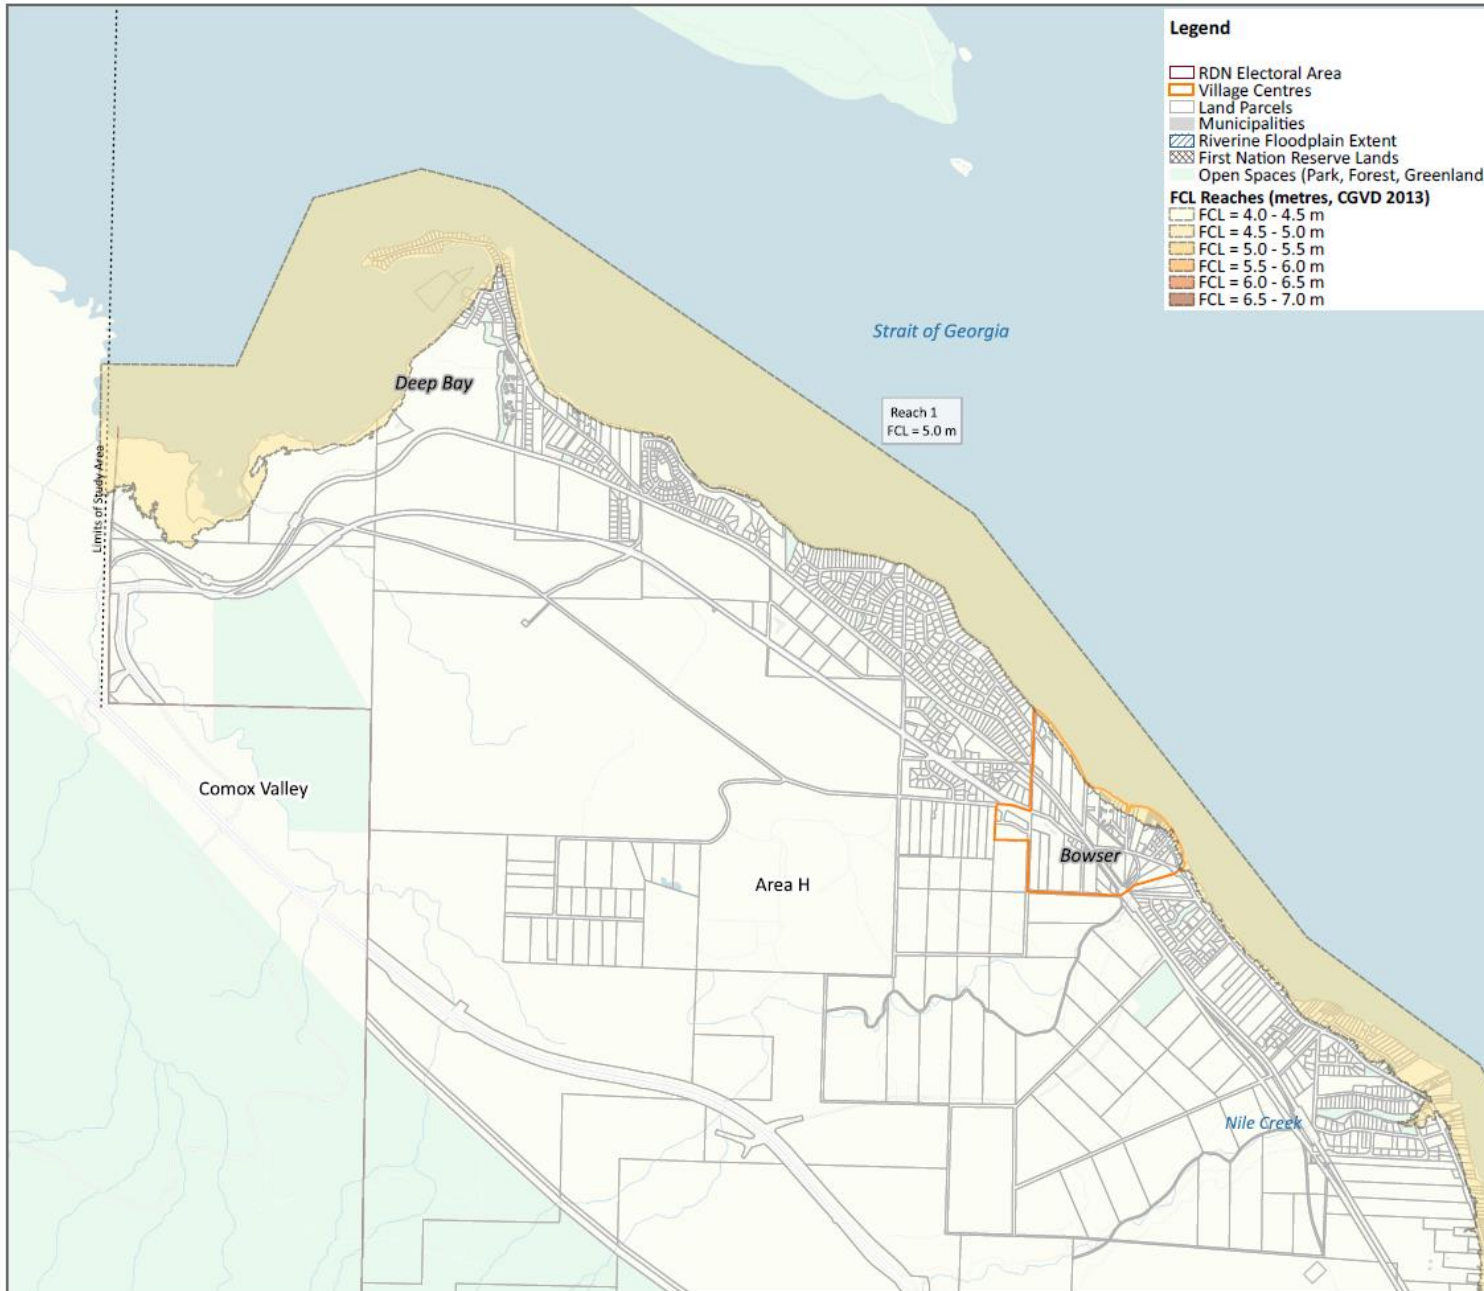 Legend
RDN Electoral Area
Village Centres
Land Parcels
Municipalities
Riverine Floodplain Extent
First Nation Reserve Lands
Open Spaces (Park, Forest, Greenland
FCL Reaches (metres, CGVD 2013)
FCL = 4.0 - 4.5 m
FCL = 4.5 - 5.0 m
FCL = 5.0 - 5.5 m
FCL = 5.5 - 6.0 m
FCL = 6.0 - 6.5 m
FCL = 6.5 - 7.0 m
Strait of Georgia
Deep Bay
Reach 1
FCL = 5.0 m
Limits of Study Area
Comox Valley
Bowser
Area H
Nile Creek